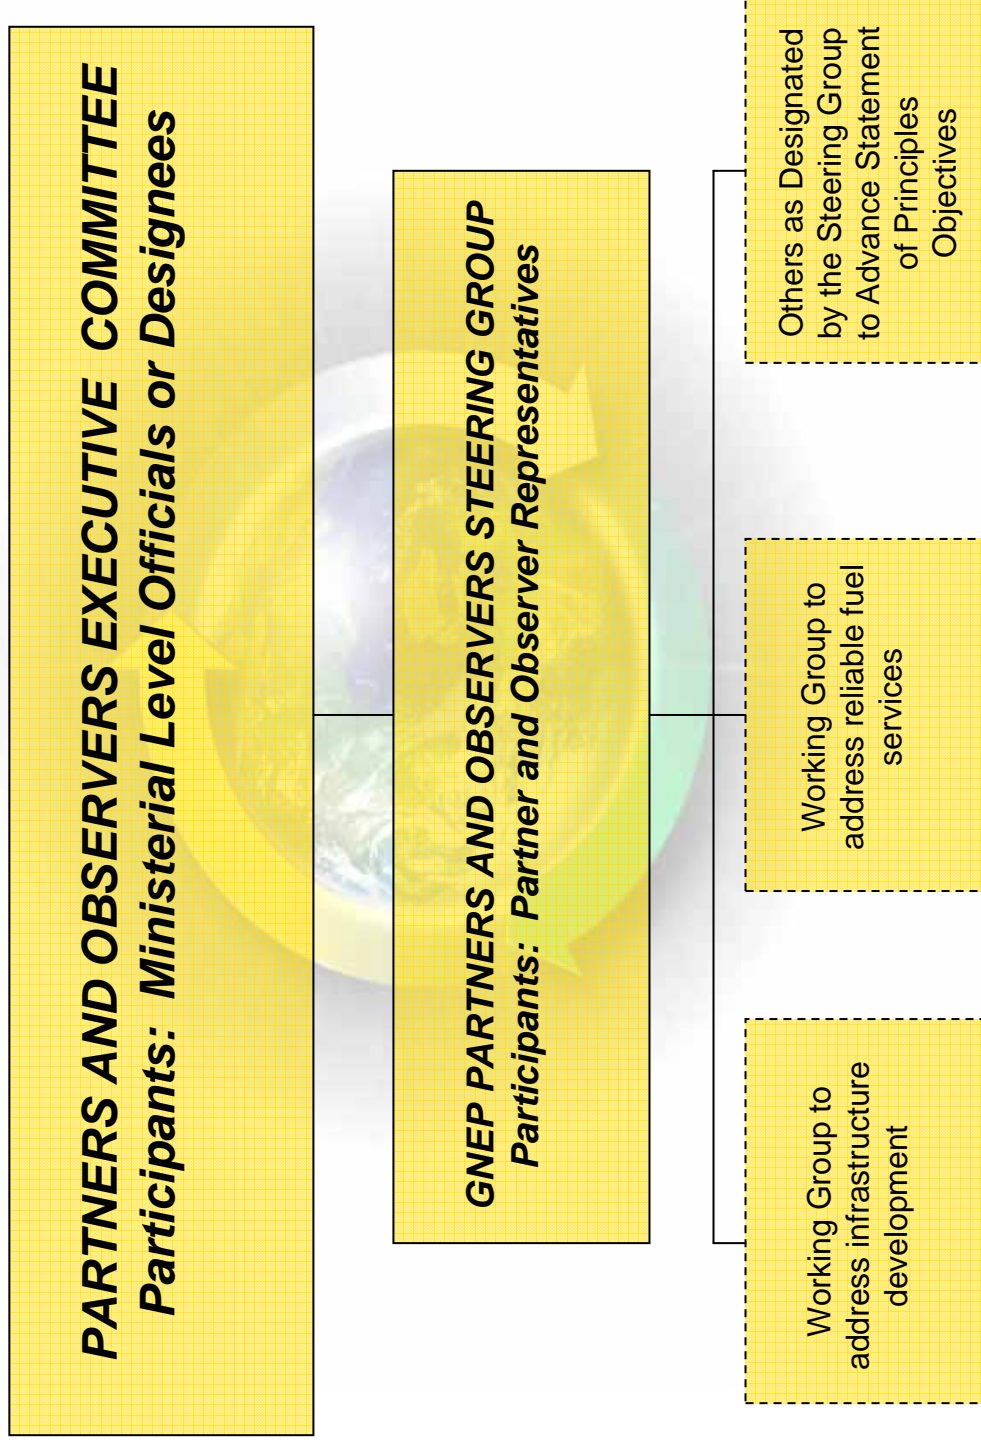 PARTNERS AND OBSERVERS EXECUTIVE COMMITTEE
Participants: Ministerial Level Officials or Designees
GNEP PARTNERS AND OBSERVERS STEERING GROUP
Participants: Partner and Observer Representatives
Working Group to
address infrastructure
development
Working Group to
address reliable fuel
services
Others as Designated
by the Steering Group
to Advance Statement
of Principles
Objectives